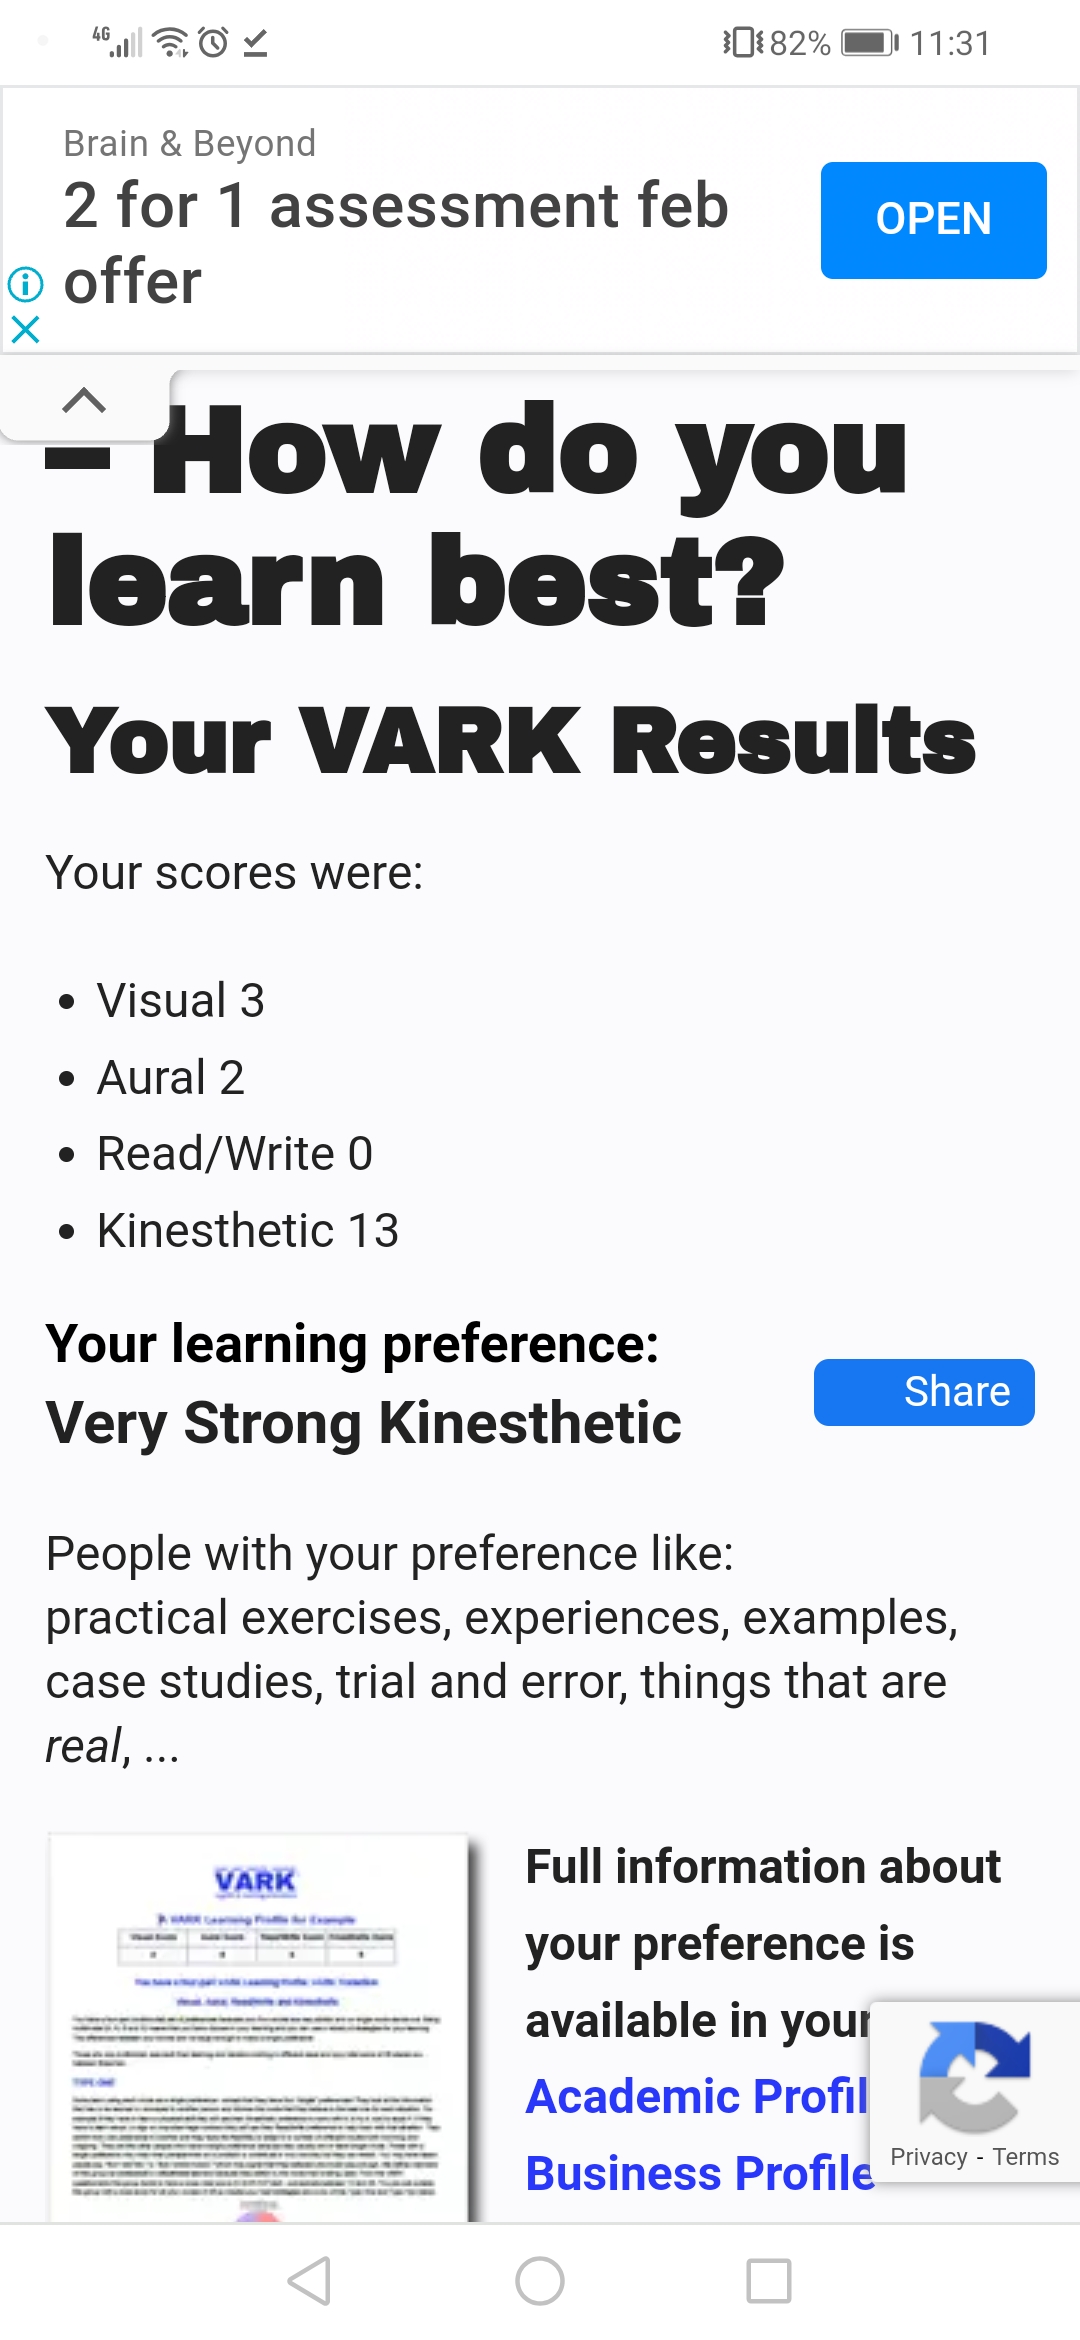 4G 82% 11:31
Brain & Beyond
2 for 1 assessment feb
offer
OPEN
– How do you
learn best?
Your VARK Results
Your scores were:
• Visual 3
• Aural 2
• Read/Write 0
• Kinesthetic 13
Your learning preference:
Very Strong Kinesthetic
Share
People with your preference like:
practical exercises, experiences, examples,
case studies, trial and error, things that are
real, ...
VARK
Full information about
your preference is
available in your
Academic Profil
Business Profile
Privacy - Terms